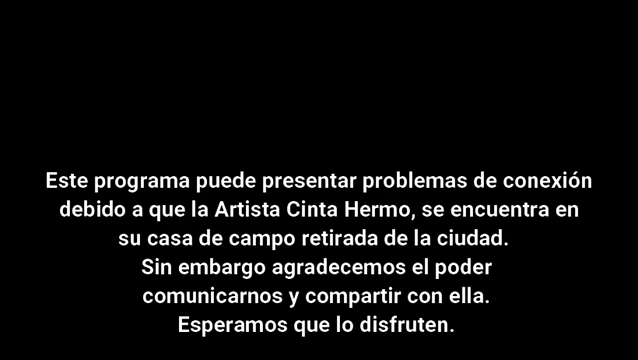 Este programa puede presentar problemas de conexión
debido a que la Artista Cinta Hermo, se encuentra en
su casa de campo retirada de la ciudad.
Sin embargo agradecemos el poder
comunicarnos y compartir con ella.
Esperamos que lo disfruten.